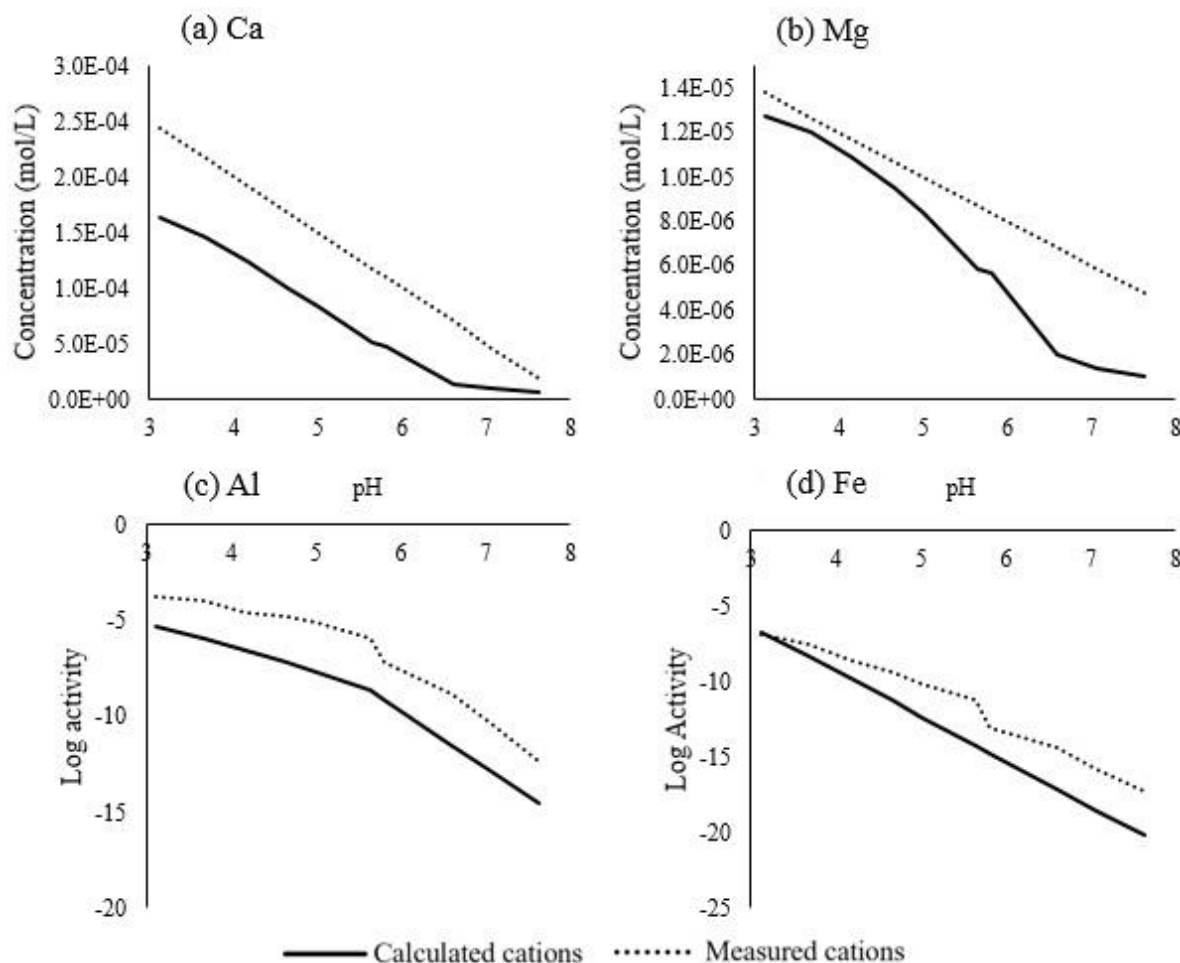 (a) Ca
Concentration (mol/L)
3.0E-04
2.5E-04
2.0E-04
1.5E-04
1.0E-04
5.0E-05
0.0E+00
3 4 5 6 7 8
pH
(b) Mg
Concentration (mol/L)
1.4E-05
1.2E-05
1.0E-05
8.0E-06
6.0E-06
4.0E-06
2.0E-06
0.0E+00
3 4 5 6 7 8
pH
(c) Al
Log activity
0
-5
-10
-15
-20
3 4 5 6 7 8
(d) Fe
Log Activity
0
-5
-10
-15
-20
-25
3 4 5 6 7 8
Calculated cations Measured cations